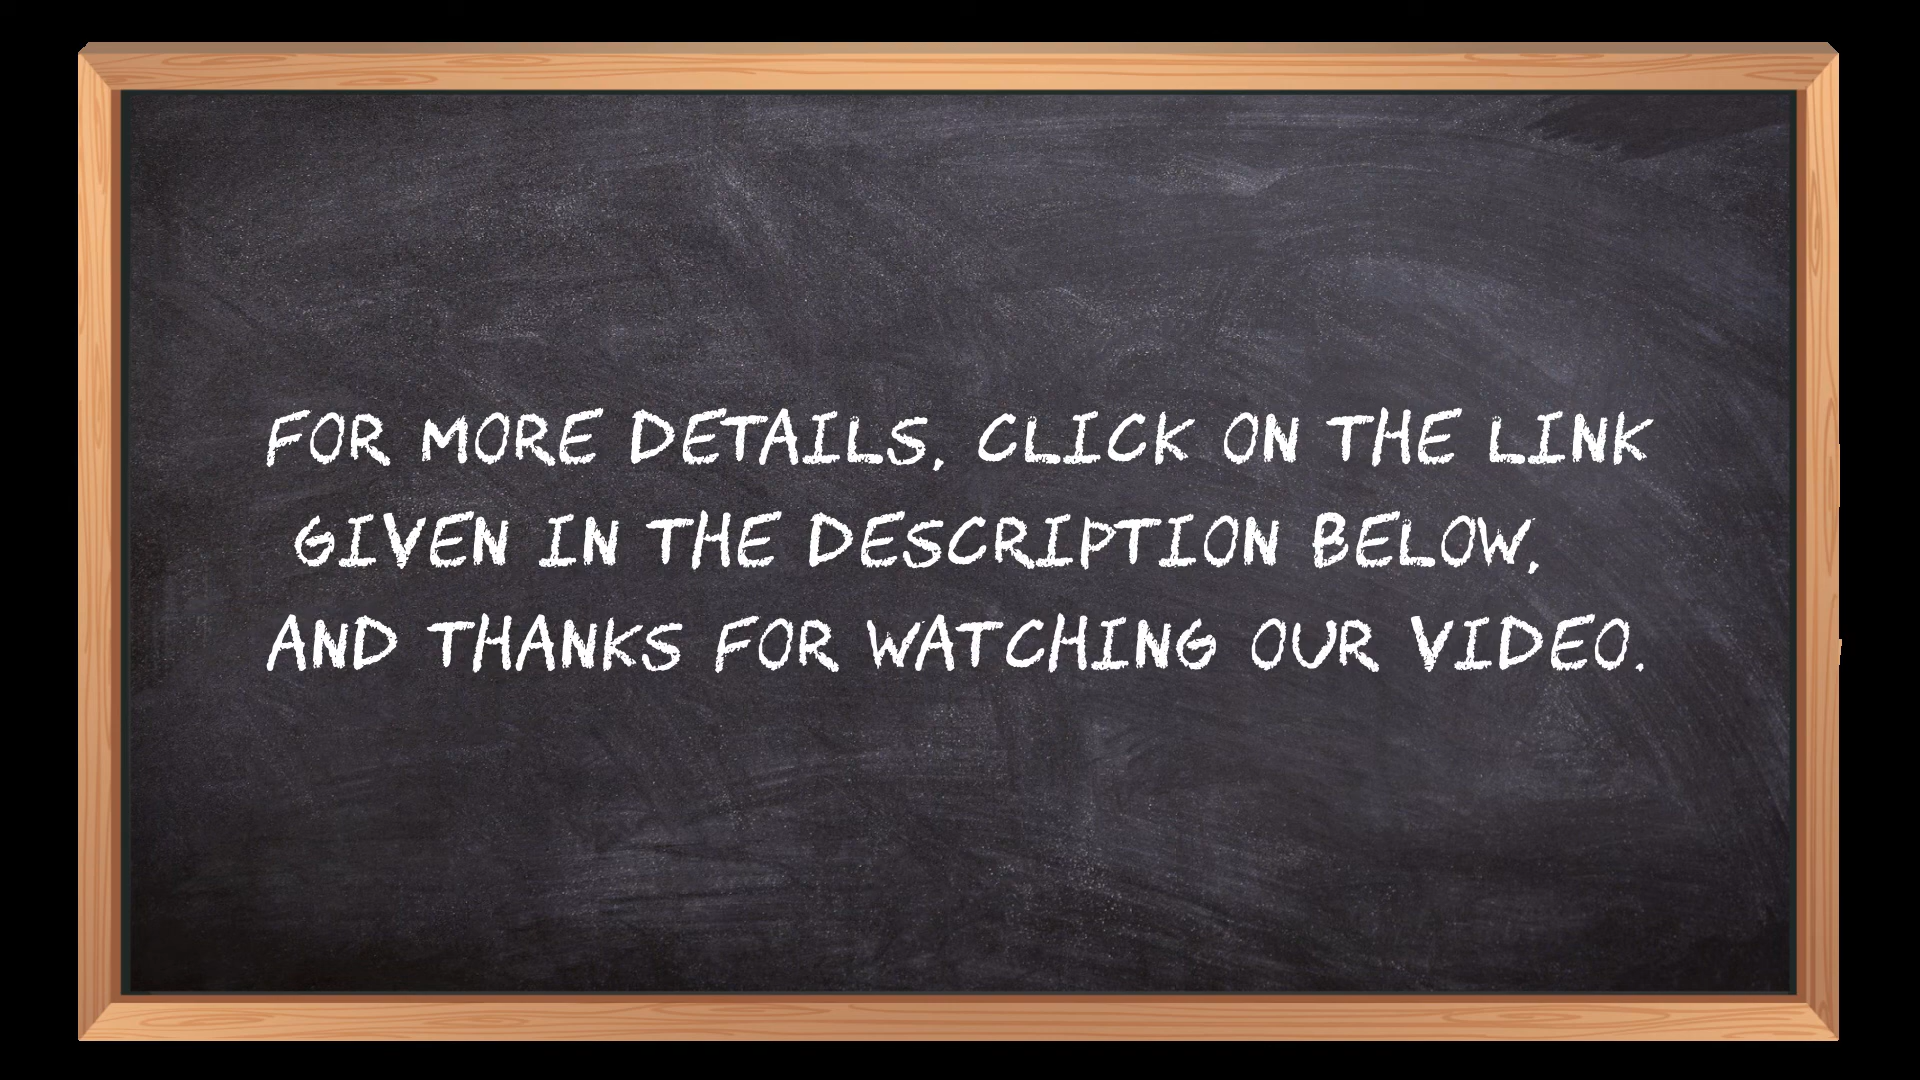 FOR MORE DETAILS, CLICK ON THE LINK
GIVEN IN THE DESCRIPTION BELOW,
AND THANKS FOR WATCHING OUR VIDEO.